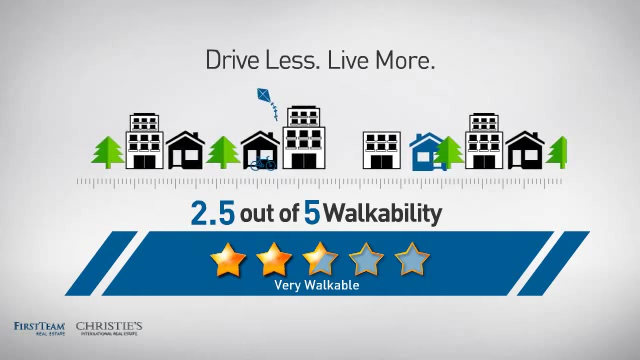 Drive Less. Live More.
2.5 out of 5 Walkability
Very Walkable
FIRSTTEAM CHRISTIE'S
REAL ESTATE INTERNATIONAL REAL ESTATE